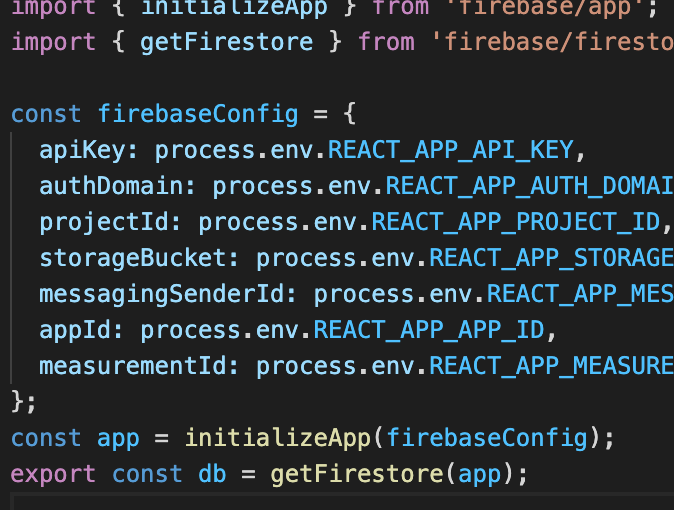 import { initializeApp } from 'firebase/app';
import { getFirestore } from 'firebase/firesto
const firebaseConfig = {
apiKey: process.env.REACT_APP_API_KEY,
authDomain: process.env.REACT_APP_AUTH_DOMAI
projectId: process.env.REACT_APP_PROJECT_ID,
storageBucket: process.env.REACT_APP_STORAGE
messagingSenderId: process.env.REACT_APP_MES
appId: process.env.REACT_APP_APP_ID,
measurementId: process.env.REACT_APP_MEASURE
};
const app = initializeApp(firebaseConfig);
export const db = getFirestore(app);